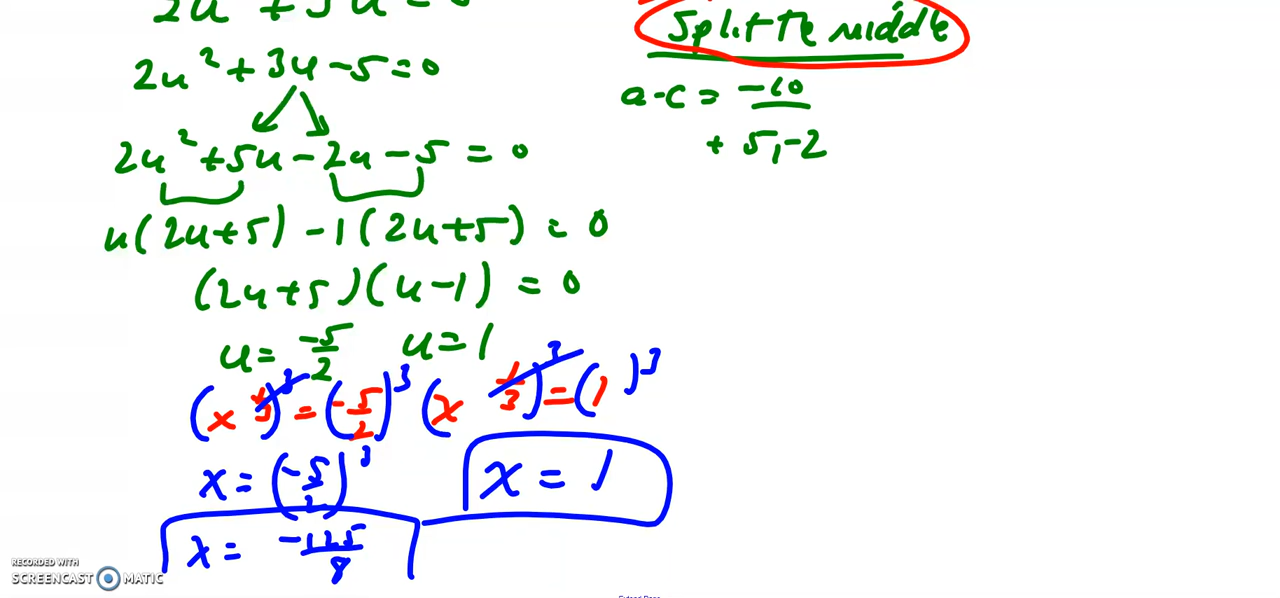 2u² + 3u - 5 = 0
2u² + 5u - 2u - 5 = 0
u(2u+5) - 1(2u+5) = 0
(2u+5)(u-1) = 0
u = -5/2 u = 1
(x^1/3)^3 = (-5/2)^3 (x^1/3)^3 = (1)^3
x = (-5/2)^3 x = 1
x = -125/8
Split the middle
a-c = -10
+ 5, -2
RECORDED WITH
SCREENCAST MATIC